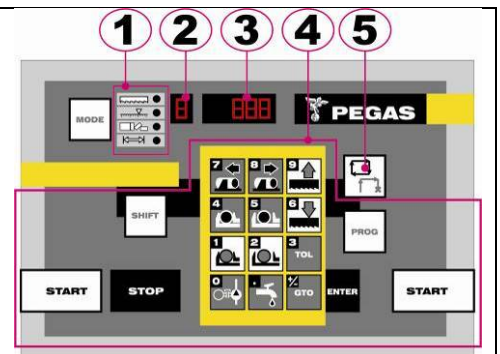 1 2 3 4 5
MODE
8 888
PEGAS
7 8 9
4 5 6
SHIFT
PROG
1 2 3 TOL
START
STOP
0 . +/- GTO
ENTER
START